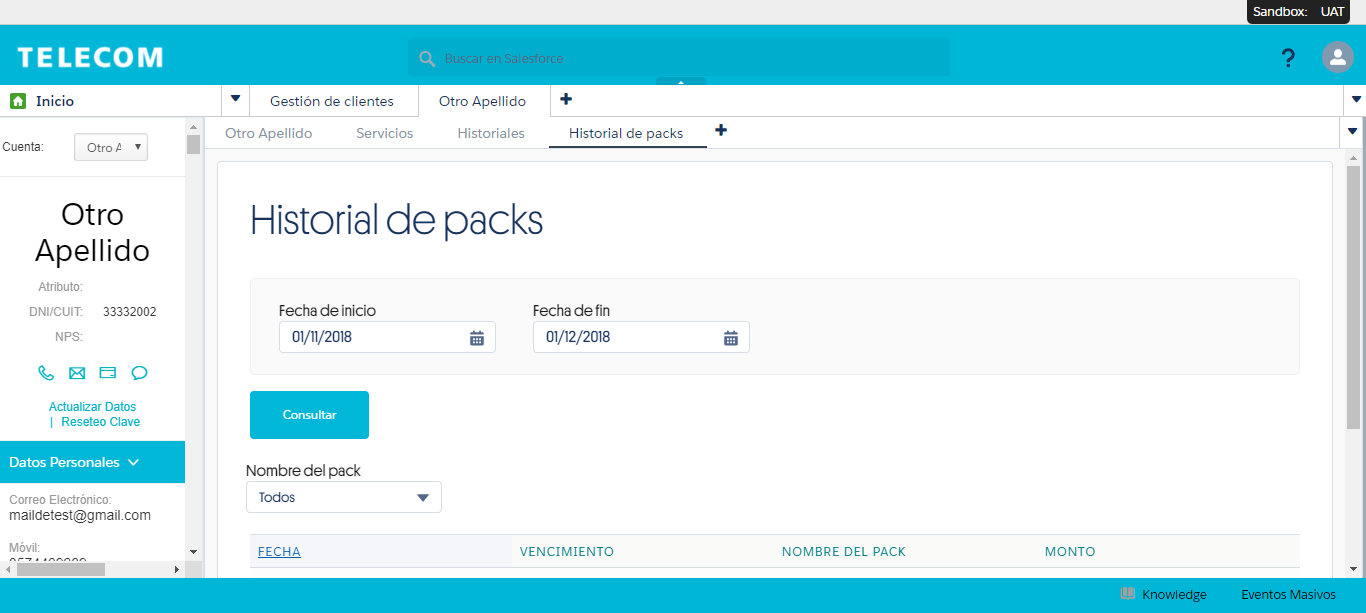 Sandbox: UAT
TELECOM
Buscar en Salesforce
?
Inicio
Gestión de clientes
Otro Apellido
Otro Apellido
Servicios
Historiales
Historial de packs
Cuenta:
Otro A
Otro
Apellido
Atributo:
DNI/CUIT: 33332002
NPS:
Actualizar Datos
| Reseteo Clave
Datos Personales
Correo Electrónico:
maildetest@gmail.com
Móvil:
Historial de packs
Fecha de inicio
01/11/2018
Fecha de fin
01/12/2018
Consultar
Nombre del pack
Todos
FECHA VENCIMIENTO NOMBRE DEL PACK MONTO
Knowledge Eventos Masivos